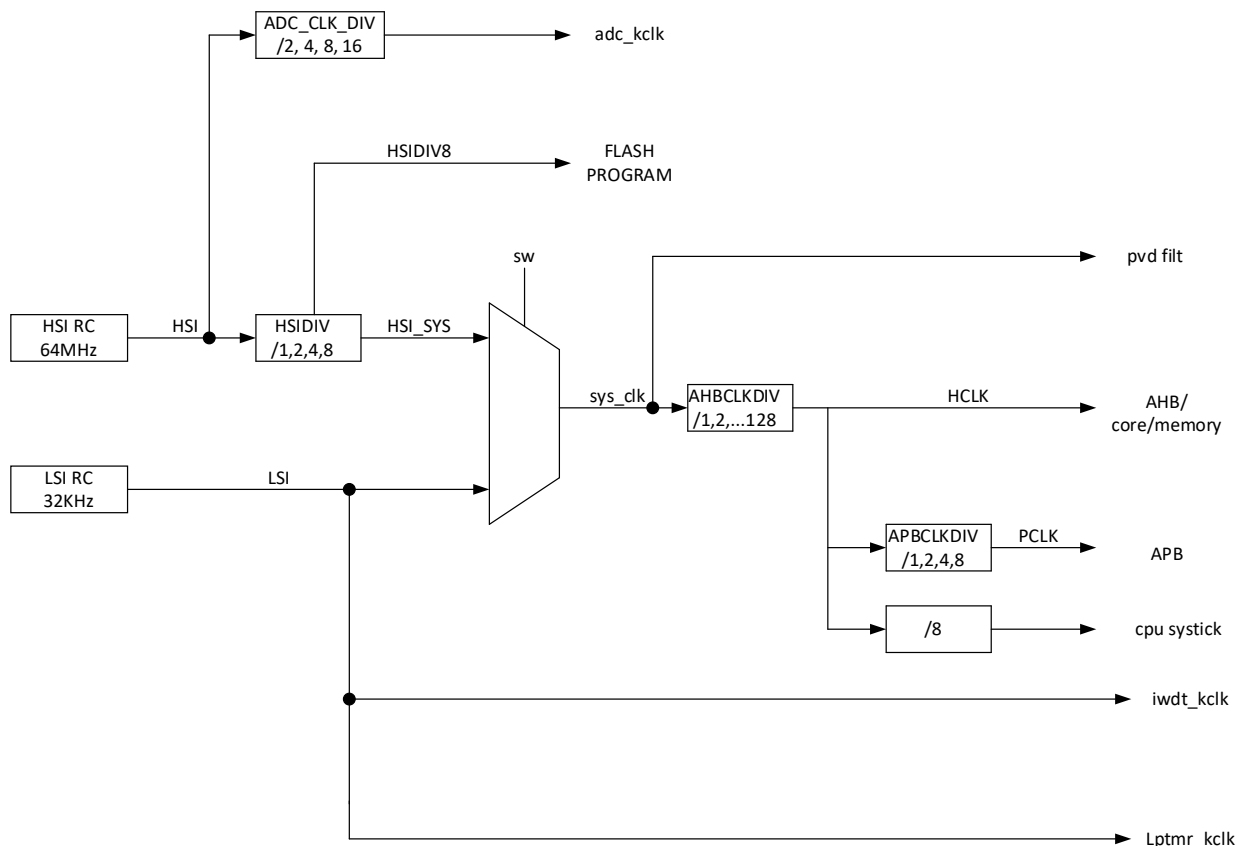 ADC_CLK_DIV
/2, 4, 8, 16
adc_kclk
HSIDIV8
FLASH
PROGRAM
sw
pvd filt
HSI RC
64MHz
HSI
HSIDIV
/1,2,4,8
HSI_SYS
sys_clk
AHBCLKDIV
/1,2,...128
HCLK
AHB/
core/memory
LSI RC
32KHz
LSI
APBCLKDIV
/1,2,4,8
PCLK
APB
/8
cpu systick
iwdt_kclk
Lptmr_kclk